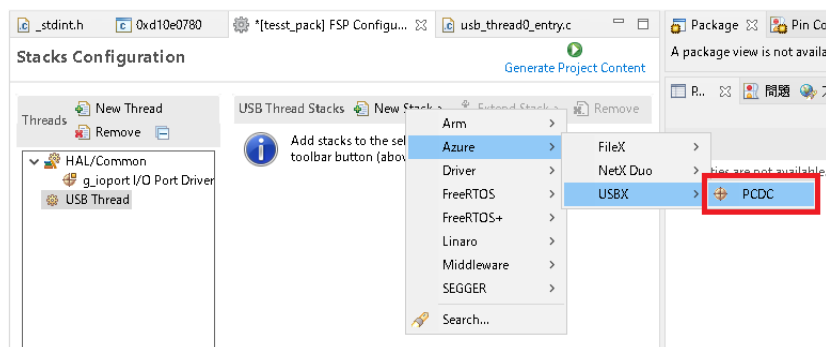 _stdint.h
0xd10e0780
*[tesst_pack] FSP Configu...
usb_thread0_entry.c
Package
Pin Co
Stacks Configuration
Generate Project Content
A package view is not availa
P...
問題
Threads
New Thread
Remove
USB Thread Stacks
New Stack >
Extend Stack >
Remove
HAL/Common
g_ioport I/O Port Driver
USB Thread
Add stacks to the sel
toolbar button (abov
Arm
Azure
Driver
FreeRTOS
FreeRTOS+
Linaro
Middleware
SEGGER
Search...
FileX
NetX Duo
USBX
ties are not available.
PCDC